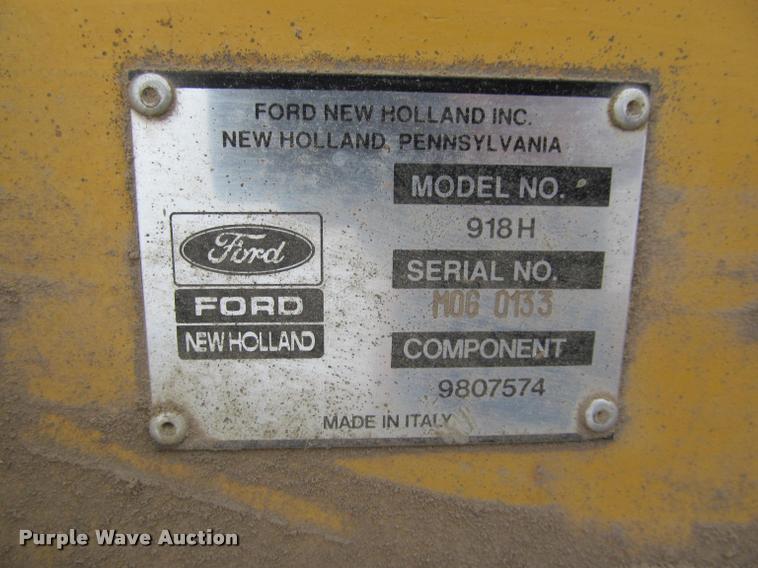 FORD NEW HOLLAND INC.
NEW HOLLAND, PENNSYLVANIA
MODEL NO.
918H
Ford
FORD
NEW HOLLAND
SERIAL NO.
M06 0133
COMPONENT
9807574
MADE IN ITALY
Purple Wave Auction